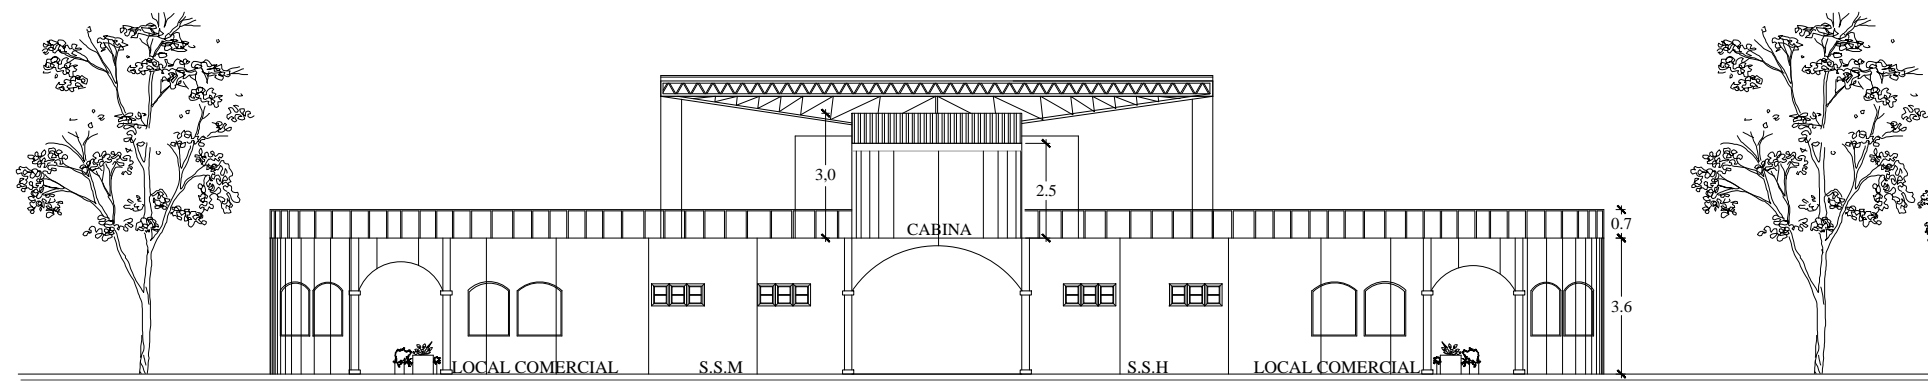 3,0
2.5
CABINA
0.7
3.6
LOCAL COMERCIAL
S.S.M
S.S.H
LOCAL COMERCIAL